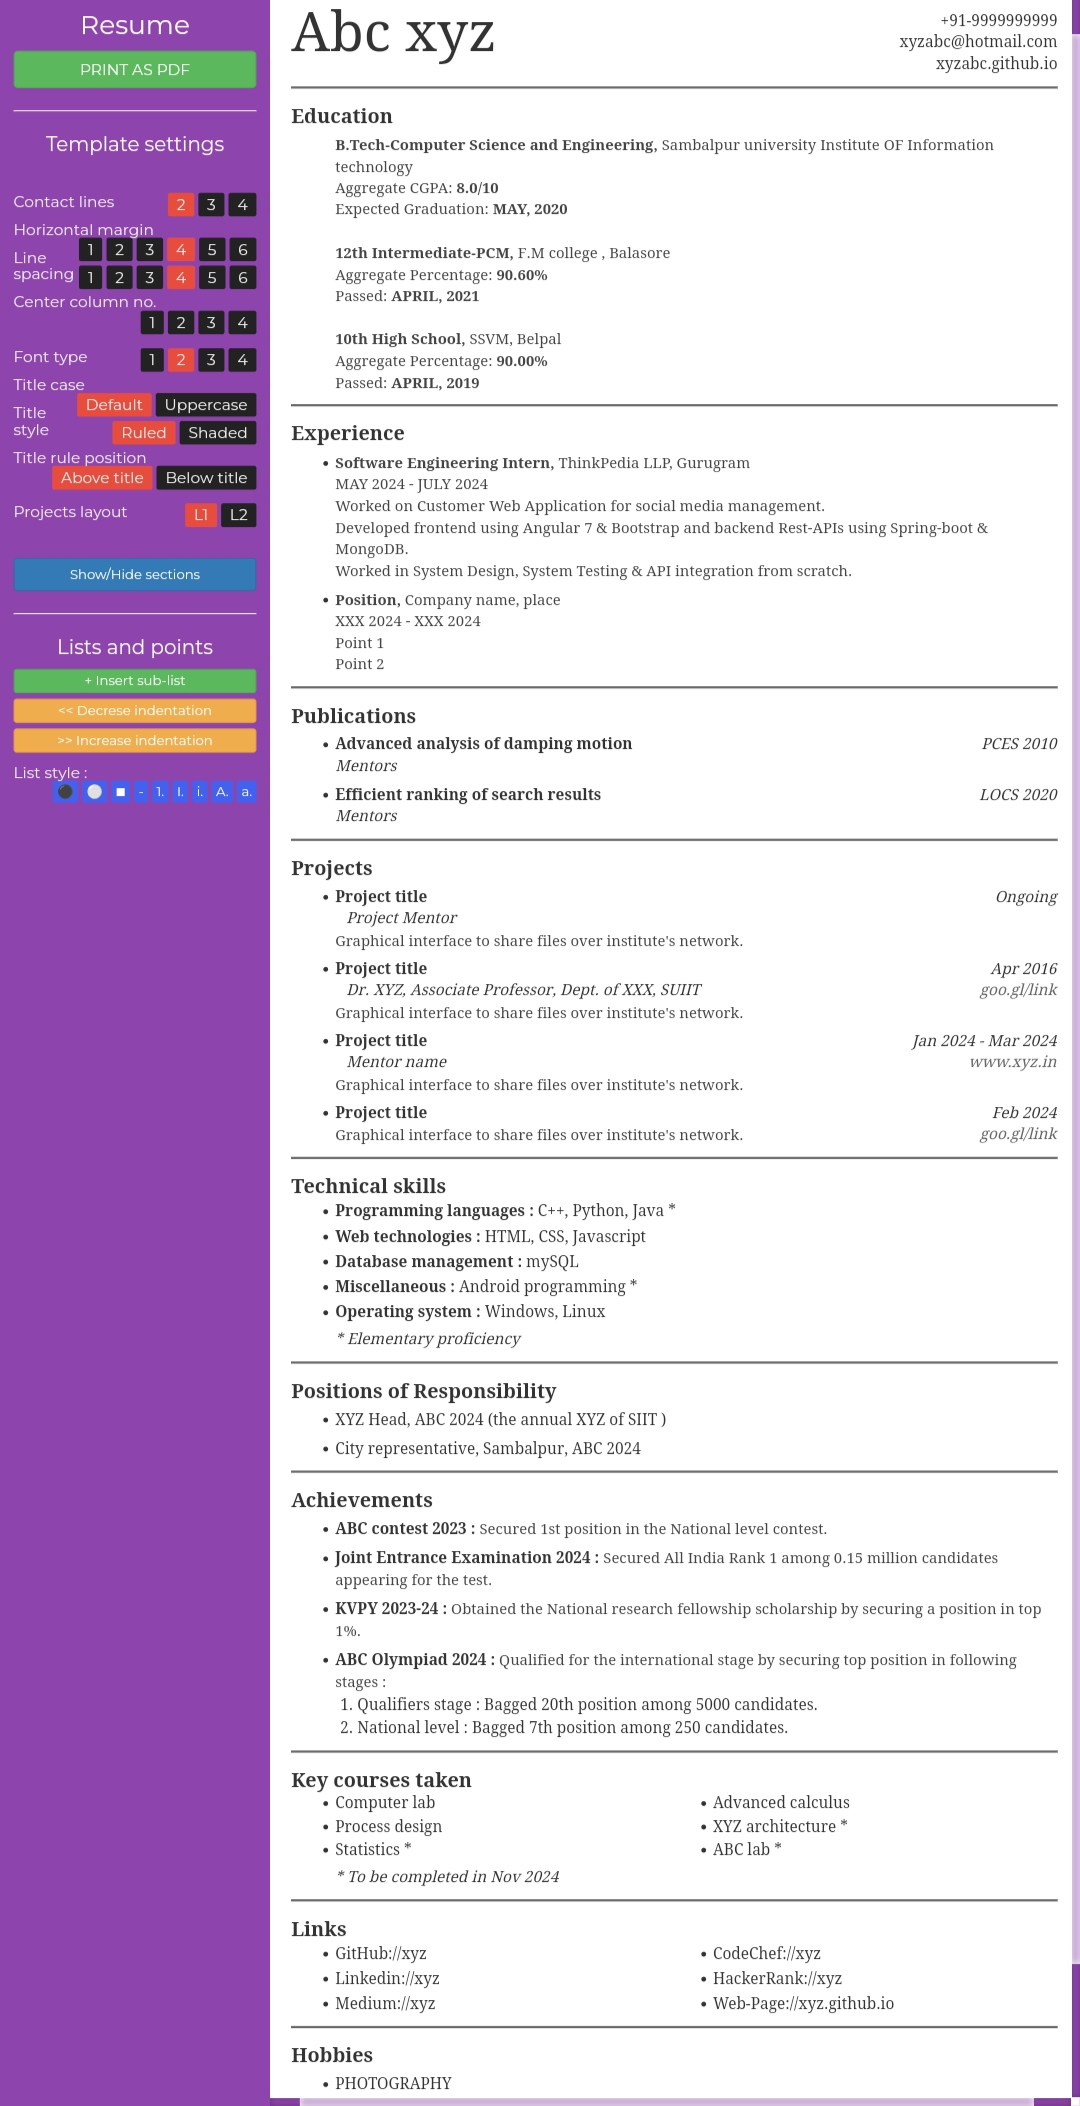 Resume
PRINT AS PDF
Template settings
Contact lines 2 3 4
Horizontal margin
1 2 3 4 5 6
Line
spacing 1 2 3 4 5 6
Center column no.
1 2 3 4
Font type 1 2 3 4
Title case
Default Uppercase
Title
style Ruled Shaded
Title rule position
Above title Below title
Projects layout L1 L2
Show/Hide sections
Lists and points
+ Insert sub-list
<< Decrese indentation
>> Increase indentation
List style :
⚫ ⚪ ■ - 1. I. i. A. a.
Abc xyz
+91-9999999999
xyzabc@hotmail.com
xyzabc.github.io
Education
B.Tech-Computer Science and Engineering, Sambalpur university Institute OF Information
technology
Aggregate CGPA: 8.0/10
Expected Graduation: MAY, 2020
12th Intermediate-PCM, F.M college , Balasore
Aggregate Percentage: 90.60%
Passed: APRIL, 2021
10th High School, SSVM, Belpal
Aggregate Percentage: 90.00%
Passed: APRIL, 2019
Experience
• Software Engineering Intern, ThinkPedia LLP, Gurugram
MAY 2024 - JULY 2024
Worked on Customer Web Application for social media management.
Developed frontend using Angular 7 & Bootstrap and backend Rest-APIs using Spring-boot &
MongoDB.
Worked in System Design, System Testing & API integration from scratch.
• Position, Company name, place
XXX 2024 - XXX 2024
Point 1
Point 2
Publications
• Advanced analysis of damping motion PCES 2010
Mentors
• Efficient ranking of search results LOCS 2020
Mentors
Projects
• Project title Ongoing
Project Mentor
Graphical interface to share files over institute's network.
• Project title Apr 2016
Dr. XYZ, Associate Professor, Dept. of XXX, SUIIT goo.gl/link
Graphical interface to share files over institute's network.
• Project title Jan 2024 - Mar 2024
Mentor name www.xyz.in
Graphical interface to share files over institute's network.
• Project title Feb 2024
Graphical interface to share files over institute's network. goo.gl/link
Technical skills
• Programming languages : C++, Python, Java *
• Web technologies : HTML, CSS, Javascript
• Database management : mySQL
• Miscellaneous : Android programming *
• Operating system : Windows, Linux
* Elementary proficiency
Positions of Responsibility
• XYZ Head, ABC 2024 (the annual XYZ of SIIT )
• City representative, Sambalpur, ABC 2024
Achievements
• ABC contest 2023 : Secured 1st position in the National level contest.
• Joint Entrance Examination 2024 : Secured All India Rank 1 among 0.15 million candidates
appearing for the test.
• KVPY 2023-24 : Obtained the National research fellowship scholarship by securing a position in top
1%.
• ABC Olympiad 2024 : Qualified for the international stage by securing top position in following
stages :
1. Qualifiers stage : Bagged 20th position among 5000 candidates.
2. National level : Bagged 7th position among 250 candidates.
Key courses taken
• Computer lab • Advanced calculus
• Process design • XYZ architecture *
• Statistics * • ABC lab *
* To be completed in Nov 2024
Links
• GitHub://xyz • CodeChef://xyz
• Linkedin://xyz • HackerRank://xyz
• Medium://xyz • Web-Page://xyz.github.io
Hobbies
• PHOTOGRAPHY